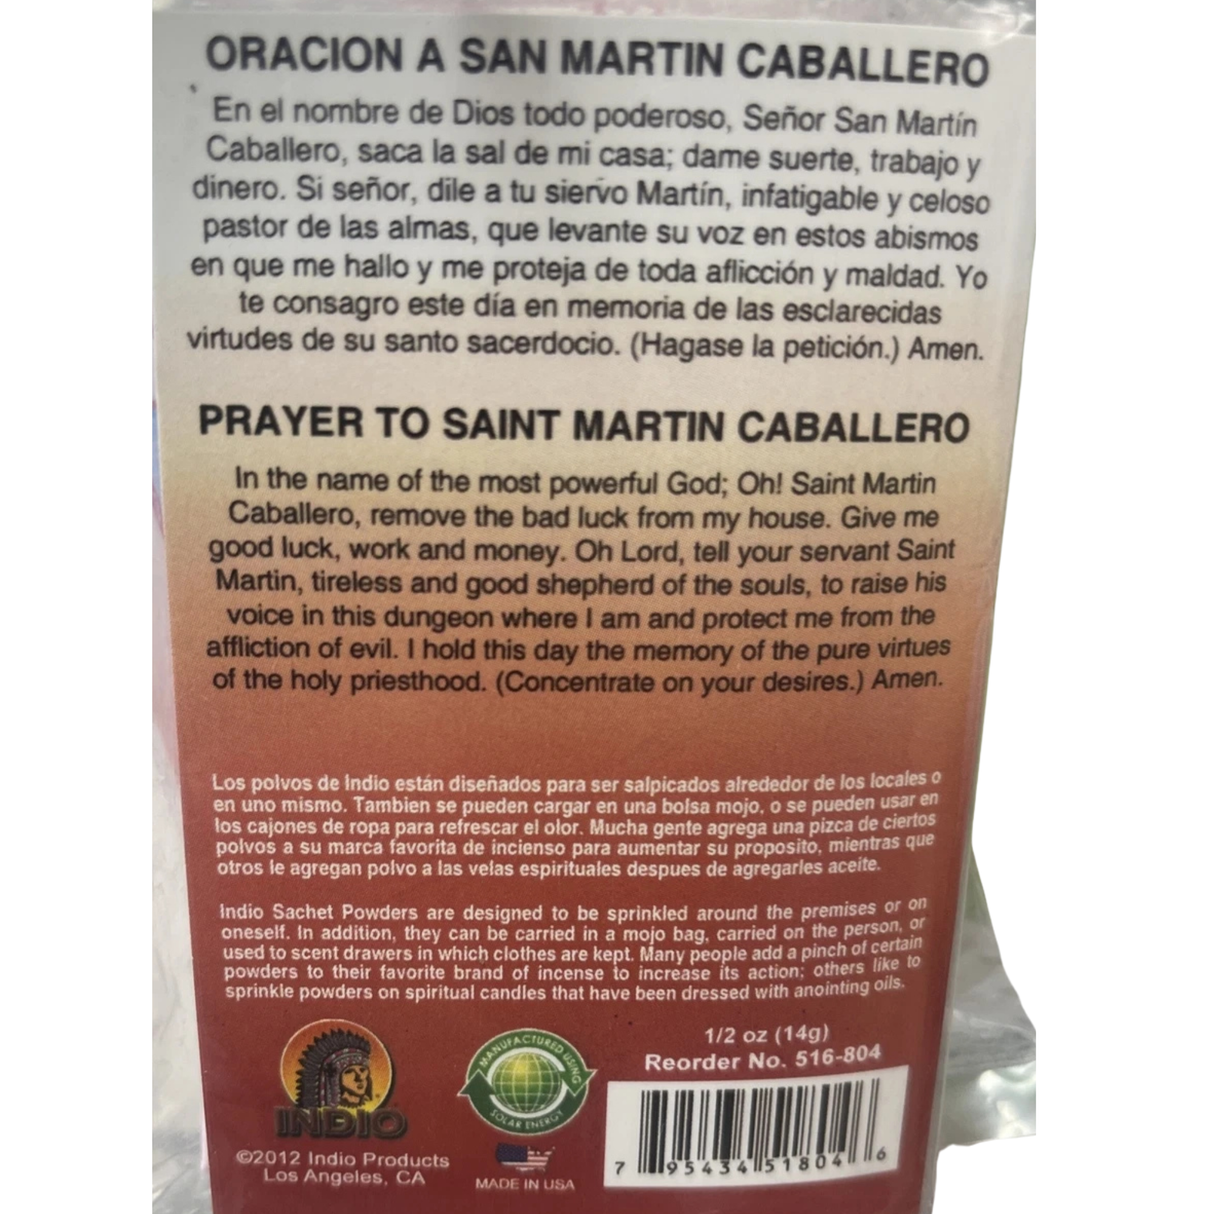 ORACION A SAN MARTIN CABALLERO
En el nombre de Dios todo poderoso, Señor San Martín
Caballero, saca la sal de mi casa; dame suerte, trabajo y
dinero. Si señor, dile a tu siervo Martín, infatigable y celoso
pastor de las almas, que levante su voz en estos abismos
en que me hallo y me proteja de toda aflicción y maldad. Yo
te consagro este día en memoria de las esclarecidas
virtudes de su santo sacerdocio. (Hagase la petición.) Amen.
PRAYER TO SAINT MARTIN CABALLERO
In the name of the most powerful God; Oh! Saint Martin
Caballero, remove the bad luck from my house. Give me
good luck, work and money. Oh Lord, tell your servant Saint
Martin, tireless and good shepherd of the souls, to raise his
voice in this dungeon where I am and protect me from the
affliction of evil. I hold this day the memory of the pure virtues
of the holy priesthood. (Concentrate on your desires.) Amen.
Los polvos de Indio están diseñados para ser salpicados alrededor de los locales o
en uno mismo. Tambien se pueden cargar en una bolsa mojo, o se pueden usar en
los cajones de ropa para refrescar el olor. Mucha gente agrega una pizca de ciertos
polvos a su marca favorita de incienso para aumentar su proposito, mientras que
otros le agregan polvo a las velas espirituales despues de agregarles aceite.
Indio Sachet Powders are designed to be sprinkled around the premises or on
oneself. In addition, they can be carried in a mojo bag, carried on the person, or
used to scent drawers in which clothes are kept. Many people add a pinch of certain
powders to their favorite brand of incense to increase its action; others like to
sprinkle powders on spiritual candles that have been dressed with anointing oils.
INDIO
©2012 Indio Products
Los Angeles, CA
MANUFACTURED USING
SOLAR ENERGY
MADE IN USA
1/2 oz (14g)
Reorder No. 516-804
7 95434 51804 6